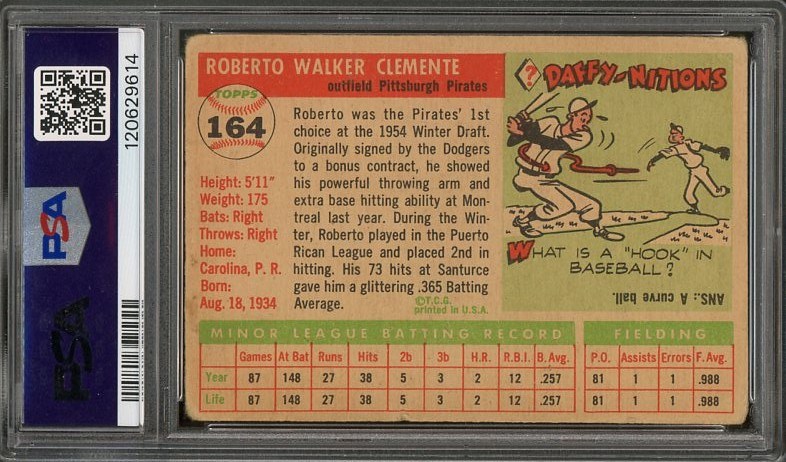 120629614
PSA
PSA
ROBERTO WALKER CLEMENTE
outfield Pittsburgh Pirates
TOPPS
164
Height: 5'11"
Weight: 175
Bats: Right
Throws: Right
Home:
Carolina, P. R.
Born:
Aug. 18, 1934
Roberto was the Pirates' 1st
choice at the 1954 Winter Draft.
Originally signed by the Dodgers
to a bonus contract, he showed
his powerful throwing arm and
extra base hitting ability at Mon-
treal last year. During the Win-
ter, Roberto played in the Puerto
Rican League and placed 2nd in
hitting. His 73 hits at Santurce
gave him a glittering .365 Batting
Average.
©T.C.G.
printed in U.S.A.
? DAFFY-NITIONS
WHAT IS A "HOOK" IN
BASEBALL?
ANS.: A curve ball.
MINOR LEAGUE BATTING RECORD
Games At Bat Runs Hits 2b 3b H.R. R.B.I. B. Avg.
Year 87 148 27 38 5 3 2 12 .257
Life 87 148 27 38 5 3 2 12 .257
FIELDING
P.O. Assists Errors F. Avg.
81 1 1 .988
81 1 1 .988